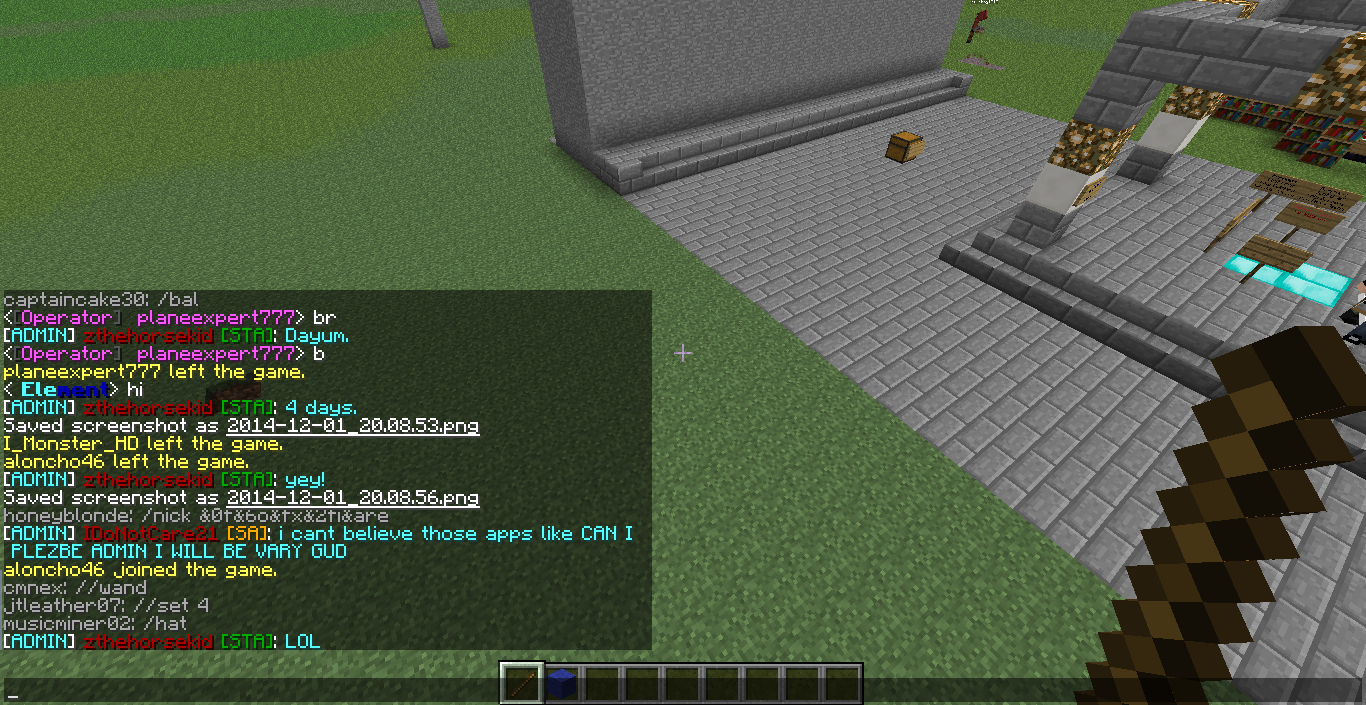 captaincake30: /bal
<[Operator] planeexpert777> br
[ADMIN] zthehorsekid [STA]: Dayum.
<[Operator] planeexpert777> b
planeexpert777 left the game.
< Element> hi
[ADMIN] zthehorsekid [STA]: 4 days.
Saved screenshot as 2014-12-01_20.08.53.png
I_Monster_HD left the game.
aloncho46 left the game.
[ADMIN] zthehorsekid [STA]: yey!
Saved screenshot as 2014-12-01_20.08.56.png
honeyblonde: /nick &0f&6o&fx&2fi&are
[ADMIN] IDoNotCare21 [SA]: i cant believe those apps like CAN I
PLEZBE ADMIN I WILL BE VARY GUD
aloncho46 joined the game.
cmnex: //wand
jtleather07: //set 4
musicminer02: /hat
[ADMIN] zthehorsekid [STA]: LOL
_